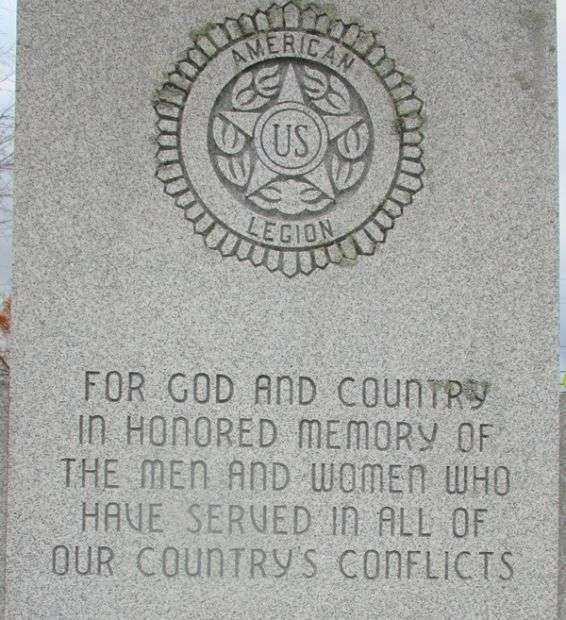 AMERICAN
US
LEGION
FOR GOD AND COUNTRY
IN HONORED MEMORY OF
THE MEN AND WOMEN WHO
HAVE SERVED IN ALL OF
OUR COUNTRY'S CONFLICTS